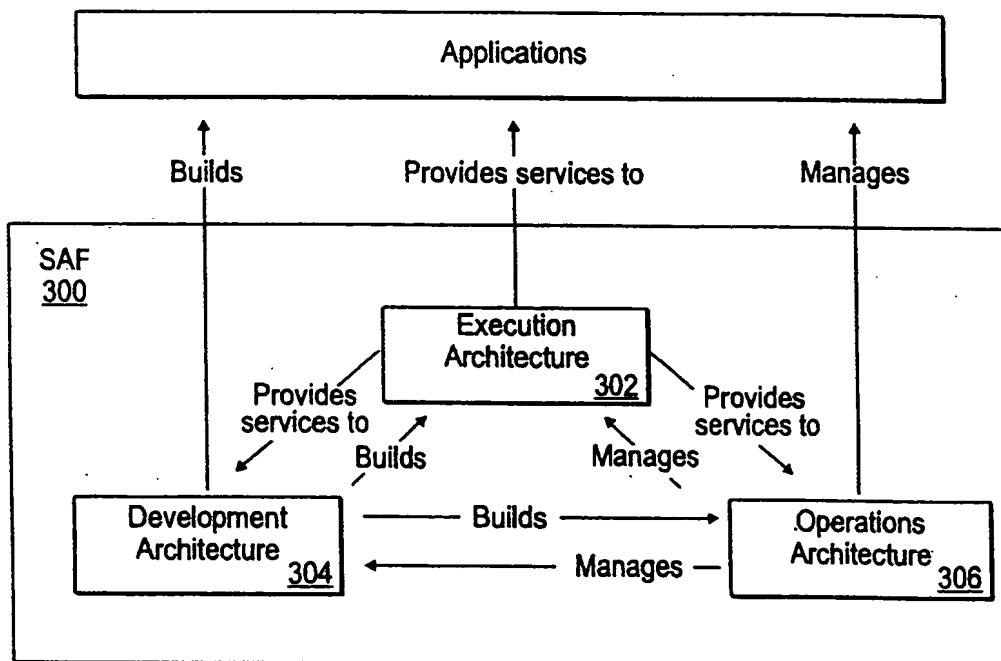 Applications
Builds
Provides services to
Manages
SAF
300
Execution
Architecture
302
Provides
services to
Provides
services to
Builds
Manages
Development
Architecture
304
Builds
Manages
Operations
Architecture
306